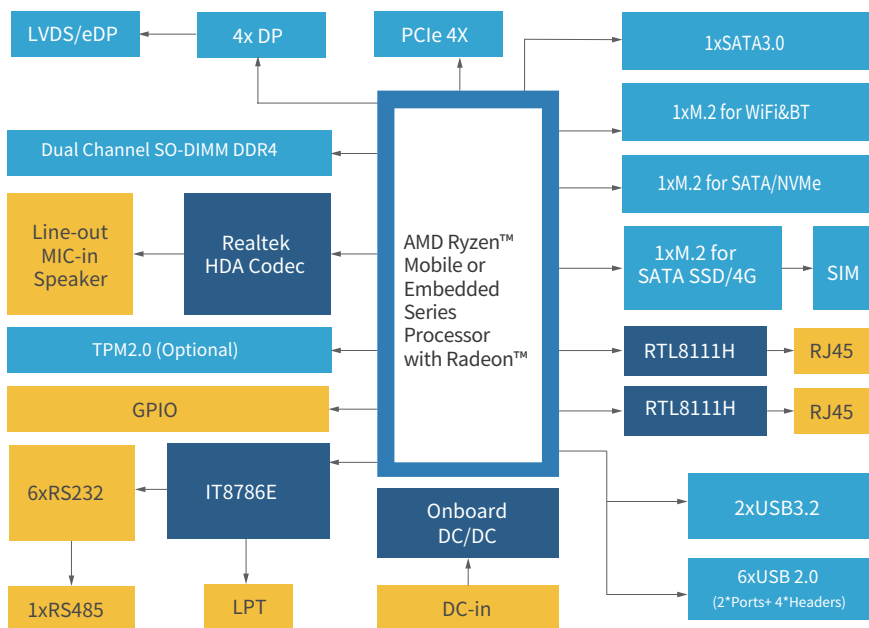 LVDS/eDP
4x DP
PCIe 4X
1xSATA3.0
1xM.2 for WiFi&BT
Dual Channel SO-DIMM DDR4
1xM.2 for SATA/NVMe
Line-out
MIC-in
Speaker
Realtek
HDA Codec
AMD Ryzen™
Mobile or
Embedded
Series
Processor
with Radeon™
1xM.2 for
SATA SSD/4G
SIM
TPM2.0 (Optional)
RTL8111H
RJ45
GPIO
RTL8111H
RJ45
6xRS232
IT8786E
Onboard
DC/DC
2xUSB3.2
1xRS485
LPT
DC-in
6xUSB 2.0
(2*Ports+ 4*Headers)